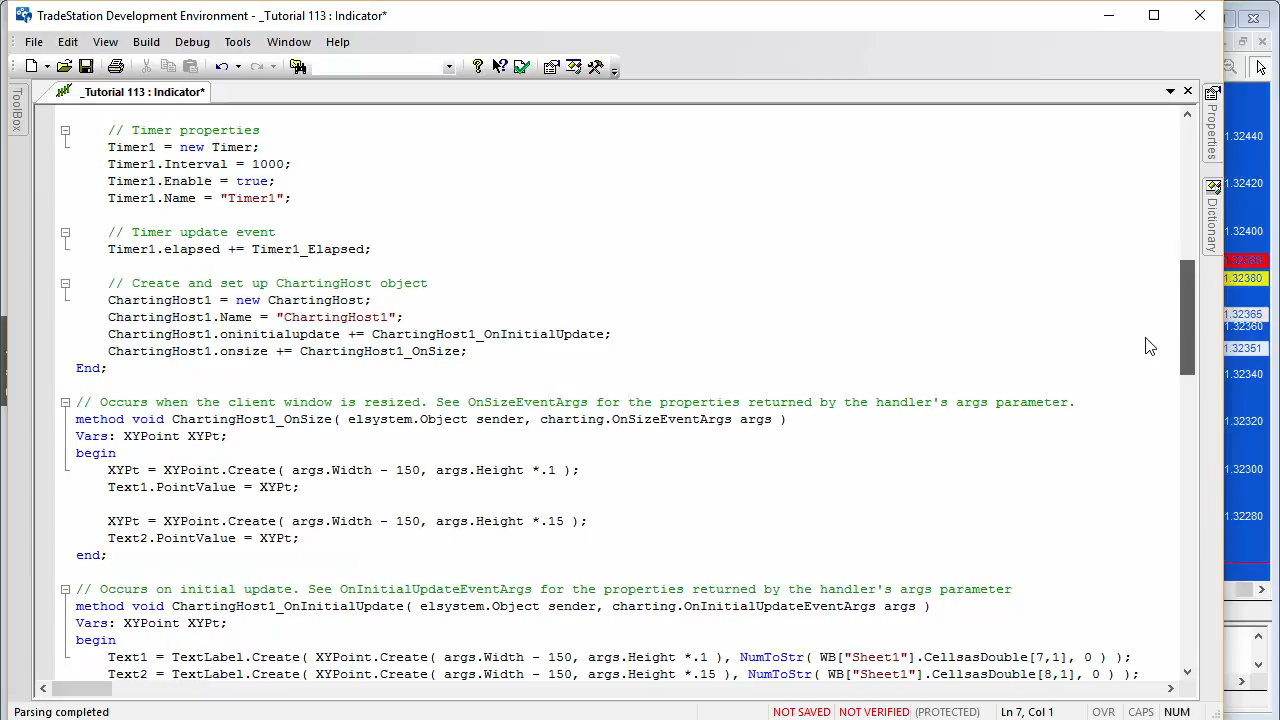 TradeStation Development Environment - _Tutorial 113 : Indicator*
File Edit View Build Debug Tools Window Help
_Tutorial 113 : Indicator*
ToolBox
Properties
Dictionary
// Timer properties
Timer1 = new Timer;
Timer1.Interval = 1000;
Timer1.Enable = true;
Timer1.Name = "Timer1";
// Timer update event
Timer1.elapsed += Timer1_Elapsed;
// Create and set up ChartingHost object
ChartingHost1 = new ChartingHost;
ChartingHost1.Name = "ChartingHost1";
ChartingHost1.oninitialupdate += ChartingHost1_OnInitialUpdate;
ChartingHost1.onsize += ChartingHost1_OnSize;
End;
// Occurs when the client window is resized. See OnSizeEventArgs for the properties returned by the handler's args parameter.
method void ChartingHost1_OnSize( elsystem.Object sender, charting.OnSizeEventArgs args )
Vars: XYPoint XYPt;
begin
XYPt = XYPoint.Create( args.Width - 150, args.Height *.1 );
Text1.PointValue = XYPt;
XYPt = XYPoint.Create( args.Width - 150, args.Height *.15 );
Text2.PointValue = XYPt;
end;
// Occurs on initial update. See OnInitialUpdateEventArgs for the properties returned by the handler's args parameter
method void ChartingHost1_OnInitialUpdate( elsystem.Object sender, charting.OnInitialUpdateEventArgs args )
Vars: XYPoint XYPt;
begin
Text1 = TextLabel.Create( XYPoint.Create( args.Width - 150, args.Height *.1 ), NumToStr( WB["Sheet1"].CellsasDouble[7,1], 0 ) );
Text2 = TextLabel.Create( XYPoint.Create( args.Width - 150, args.Height *.15 ), NumToStr( WB["Sheet1"].CellsasDouble[8,1], 0 ) );
1.32440
1.32420
1.32400
1.32380
1.32365
1.32360
1.32351
1.32340
1.32320
1.32300
1.32280
Parsing completed
NOT SAVED NOT VERIFIED (PROTECTED) Ln 7, Col 1 OVR CAPS NUM